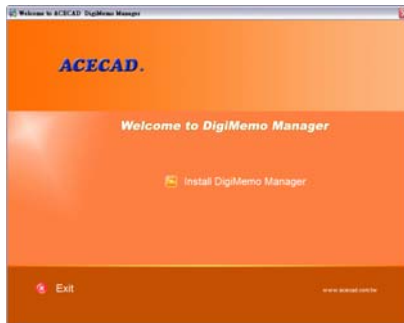 Welcome to ACECAD DigiMemo Manager
ACECAD.
Welcome to DigiMemo Manager
Install DigiMemo Manager
Exit
www.acecad.com.tw